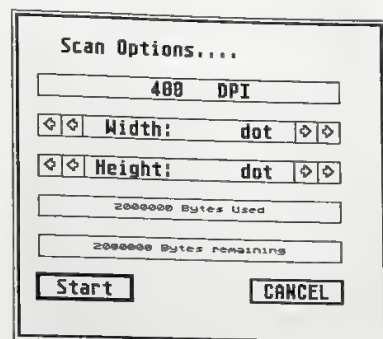 Scan Options....
400 DPI
Width: dot
Height: dot
2000000 Bytes Used
2000000 Bytes remaining
Start CANCEL